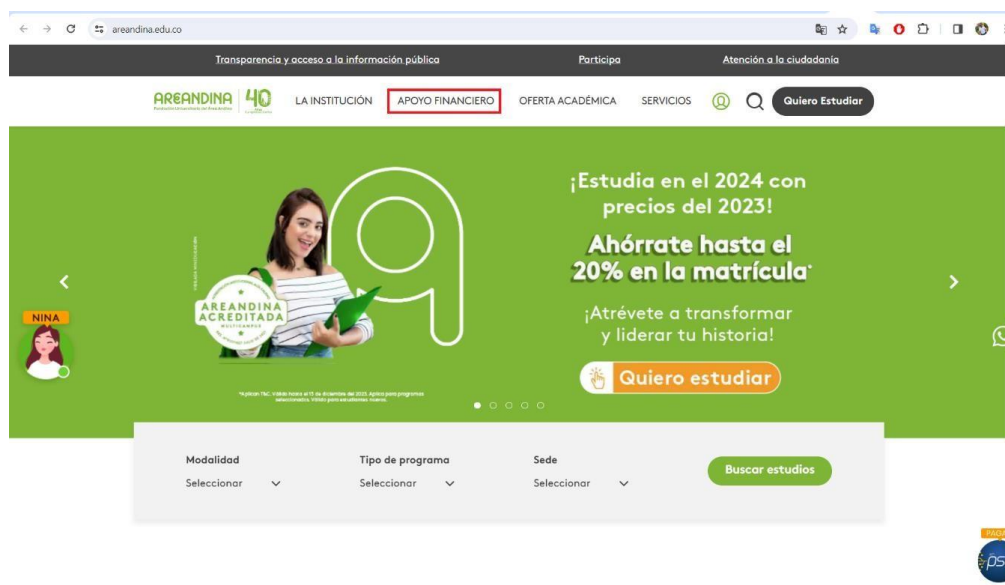 areandina.edu.co
Transparencia y acceso a la información pública
Participa
Atención a la ciudadanía
AREANDINA
40
LA INSTITUCIÓN
APOYO FINANCIERO
OFERTA ACADÉMICA
SERVICIOS
Quiero Estudiar
¡Estudia en el 2024 con
precios del 2023!
Ahórrate hasta el
20% en la matrícula*
¡Atrévete a transformar
y liderar tu historia!
Quiero estudiar
AREANDINA
ACREDITADA
MULTICAMPUS
NINA
Modalidad
Seleccionar
Tipo de programa
Seleccionar
Sede
Seleccionar
Buscar estudios